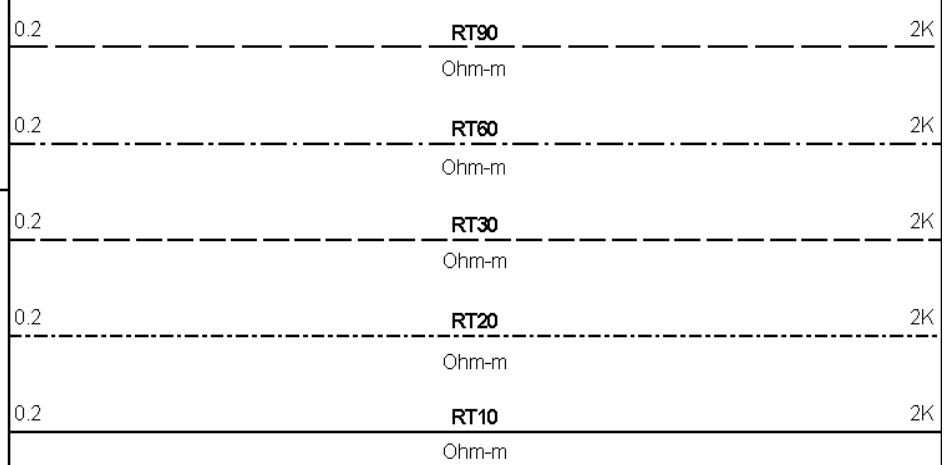 0.2 RT90 2K
Ohm-m
0.2 RT60 2K
Ohm-m
0.2 RT30 2K
Ohm-m
0.2 RT20 2K
Ohm-m
0.2 RT10 2K
Ohm-m